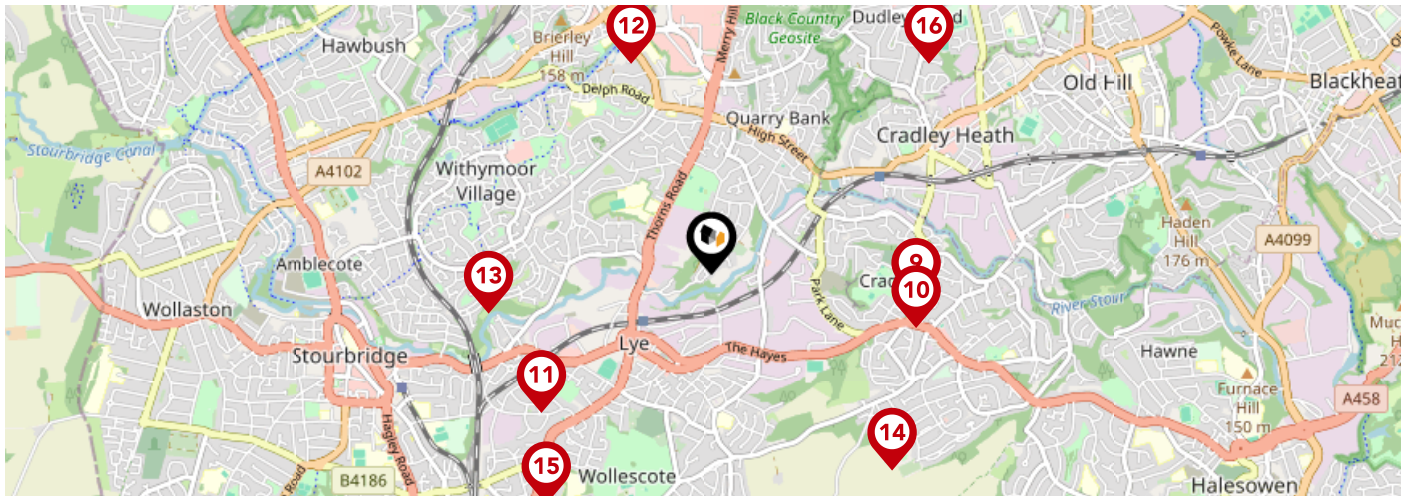 12
16
Black Country
Geosite
Hawbush
Brierley
Hill
158 m
Merry Hill
Powke Lane
Old Hill
Delph Road
Quarry Bank
High Street
Cradley Heath
Stourbridge Canal
A4102
Withymoor
Village
Thorns Road
Haden
Hill
176 m
A4099
Amblecote
13
9
10
Park Lane
River Stour
Wollaston
Stourbridge
Lye
The Hayes
Hawne
11
Furnace
Hill
150 m
A458
Hagley Road
14
15
Wollescote
B4186
Road
Halesowen